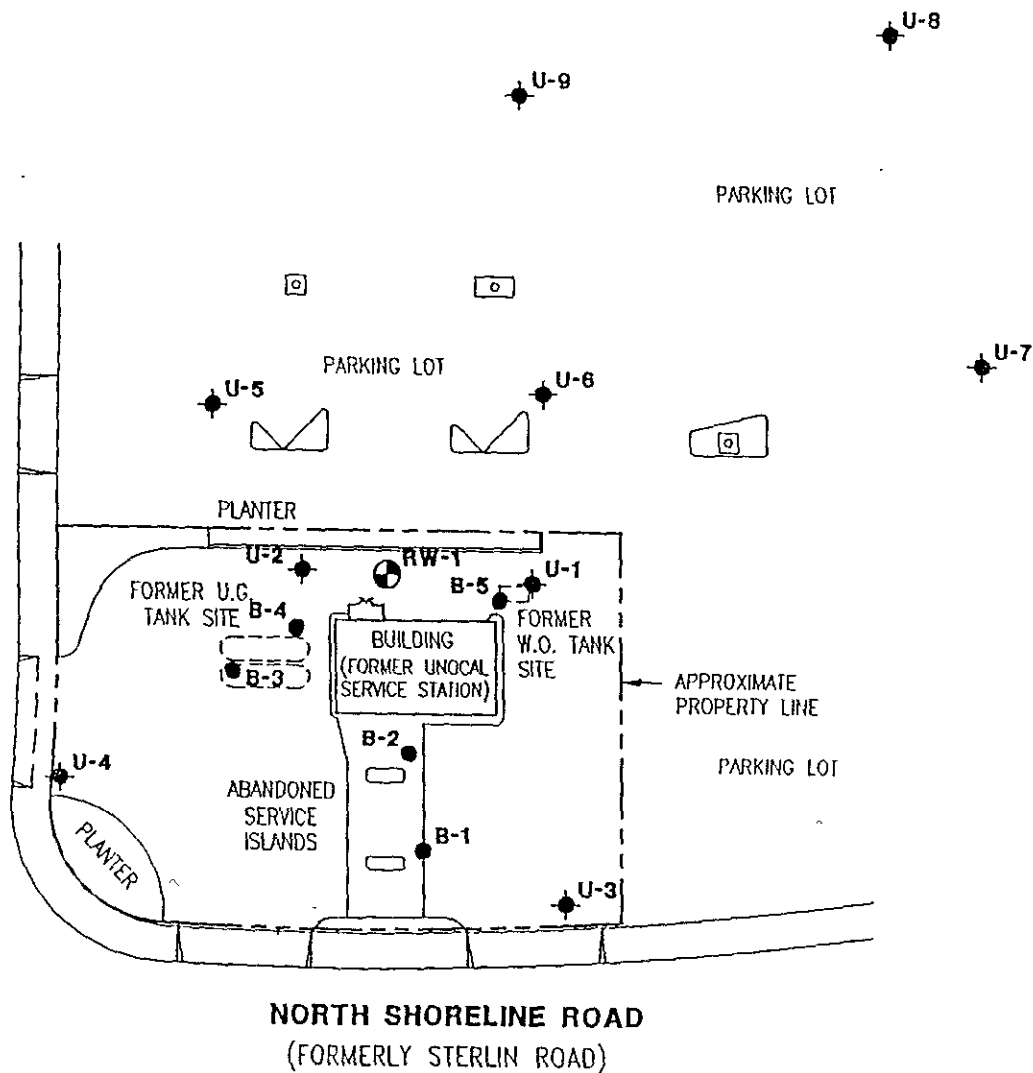 U-8
U-9
PARKING LOT
U-7
PARKING LOT
U-5
U-6
PLANTER
U-2
RW-1
B-5
U-1
FORMER U.G.
TANK SITE
B-4
B-3
BUILDING
(FORMER UNOCAL
SERVICE STATION)
FORMER
W.O. TANK
SITE
APPROXIMATE
PROPERTY LINE
B-2
U-4
PARKING LOT
ABANDONED
SERVICE
ISLANDS
PLANTER
B-1
U-3
NORTH SHORELINE ROAD
(FORMERLY STERLIN ROAD)